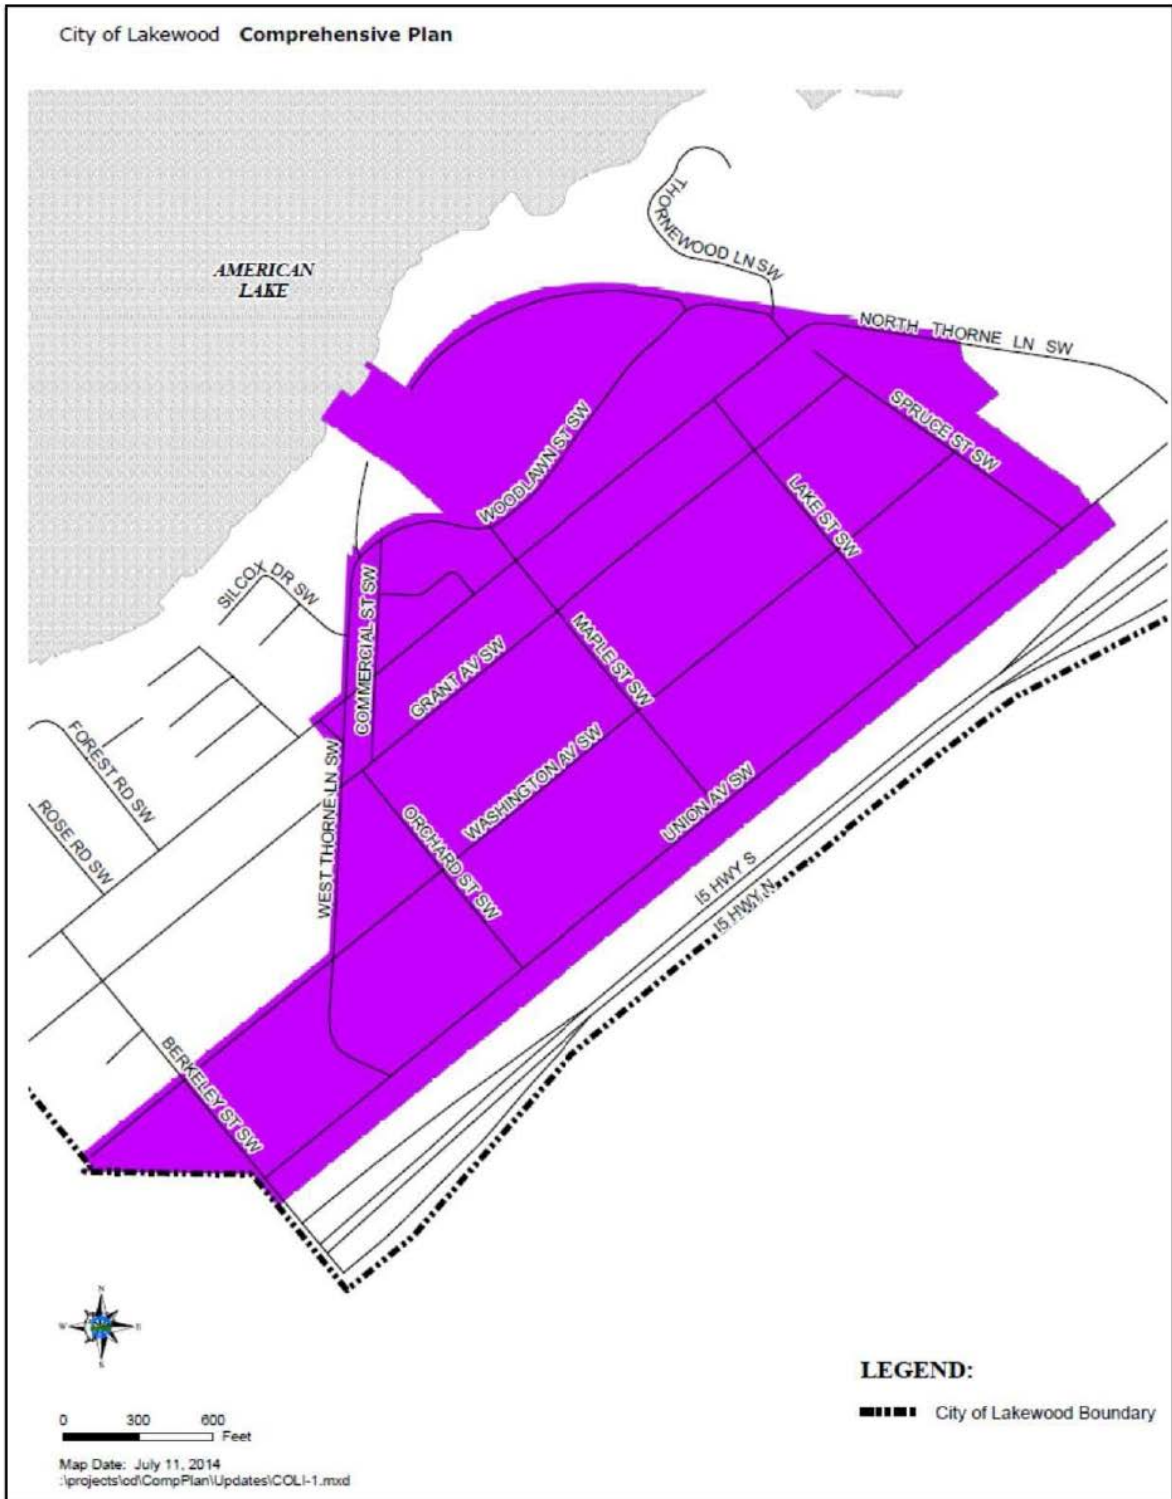 City of Lakewood Comprehensive Plan
THORNEWOOD LN SW
AMERICAN
LAKE
NORTH THORNE LN SW
SPRUCE ST SW
WOODLAWN ST SW
LAKE ST SW
SILCOX DR SW
COMMERCIAL ST SW
MAPLE ST SW
GRANT AV SW
FOREST RD SW
WASHINGTON AV SW
WEST THORNE LN SW
UNION AV SW
ROSE RD SW
ORCHARD ST SW
I5 HWY S
I5 HWY N
BERKELEY ST SW
N
W E
S
LEGEND:
City of Lakewood Boundary
0 300 600
Feet
Map Date: July 11, 2014
:\projects\cd\CompPlan\Updates\COLI-1.mxd